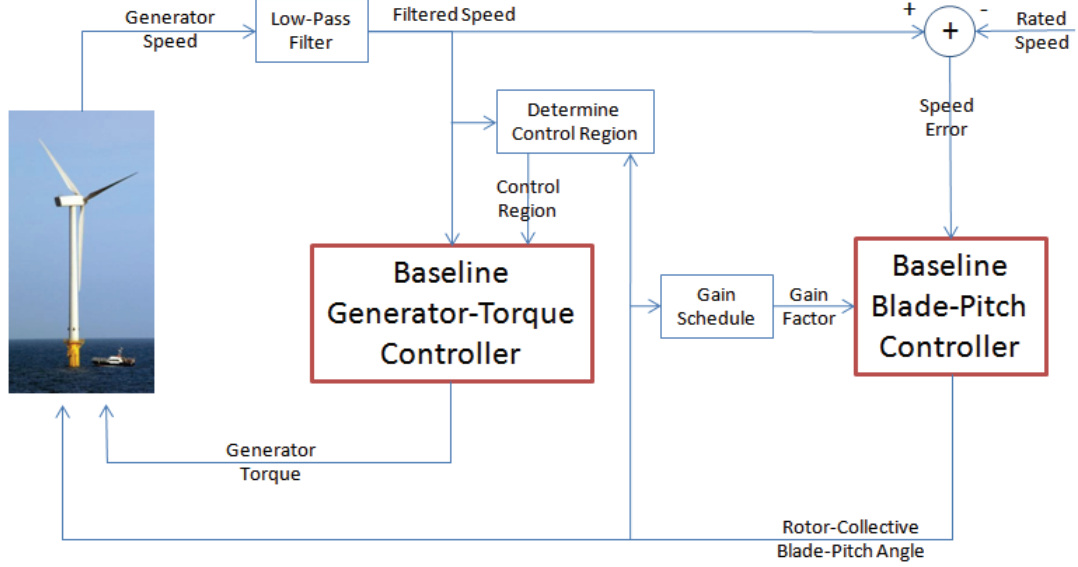 Generator
Speed
Low-Pass
Filter
Filtered Speed
+
-
+
Rated
Speed
Determine
Control Region
Speed
Error
Control
Region
Baseline
Generator-Torque
Controller
Gain
Schedule
Gain
Factor
Baseline
Blade-Pitch
Controller
Generator
Torque
Rotor-Collective
Blade-Pitch Angle